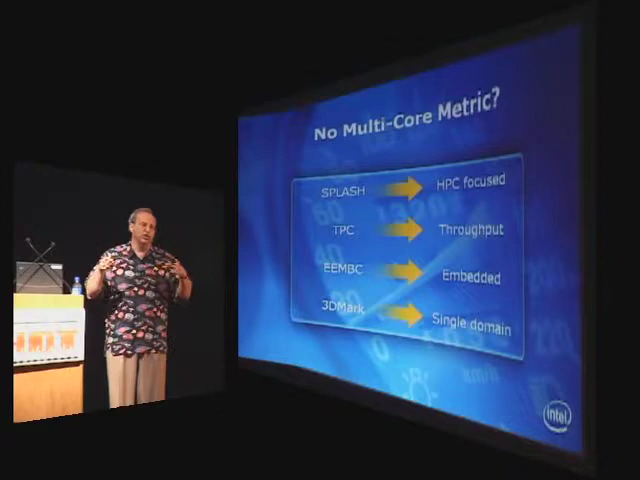 No Multi-Core Metric?
SPLASH HPC focused
TPC Throughput
EEMBC Embedded
3DMark Single domain
intel